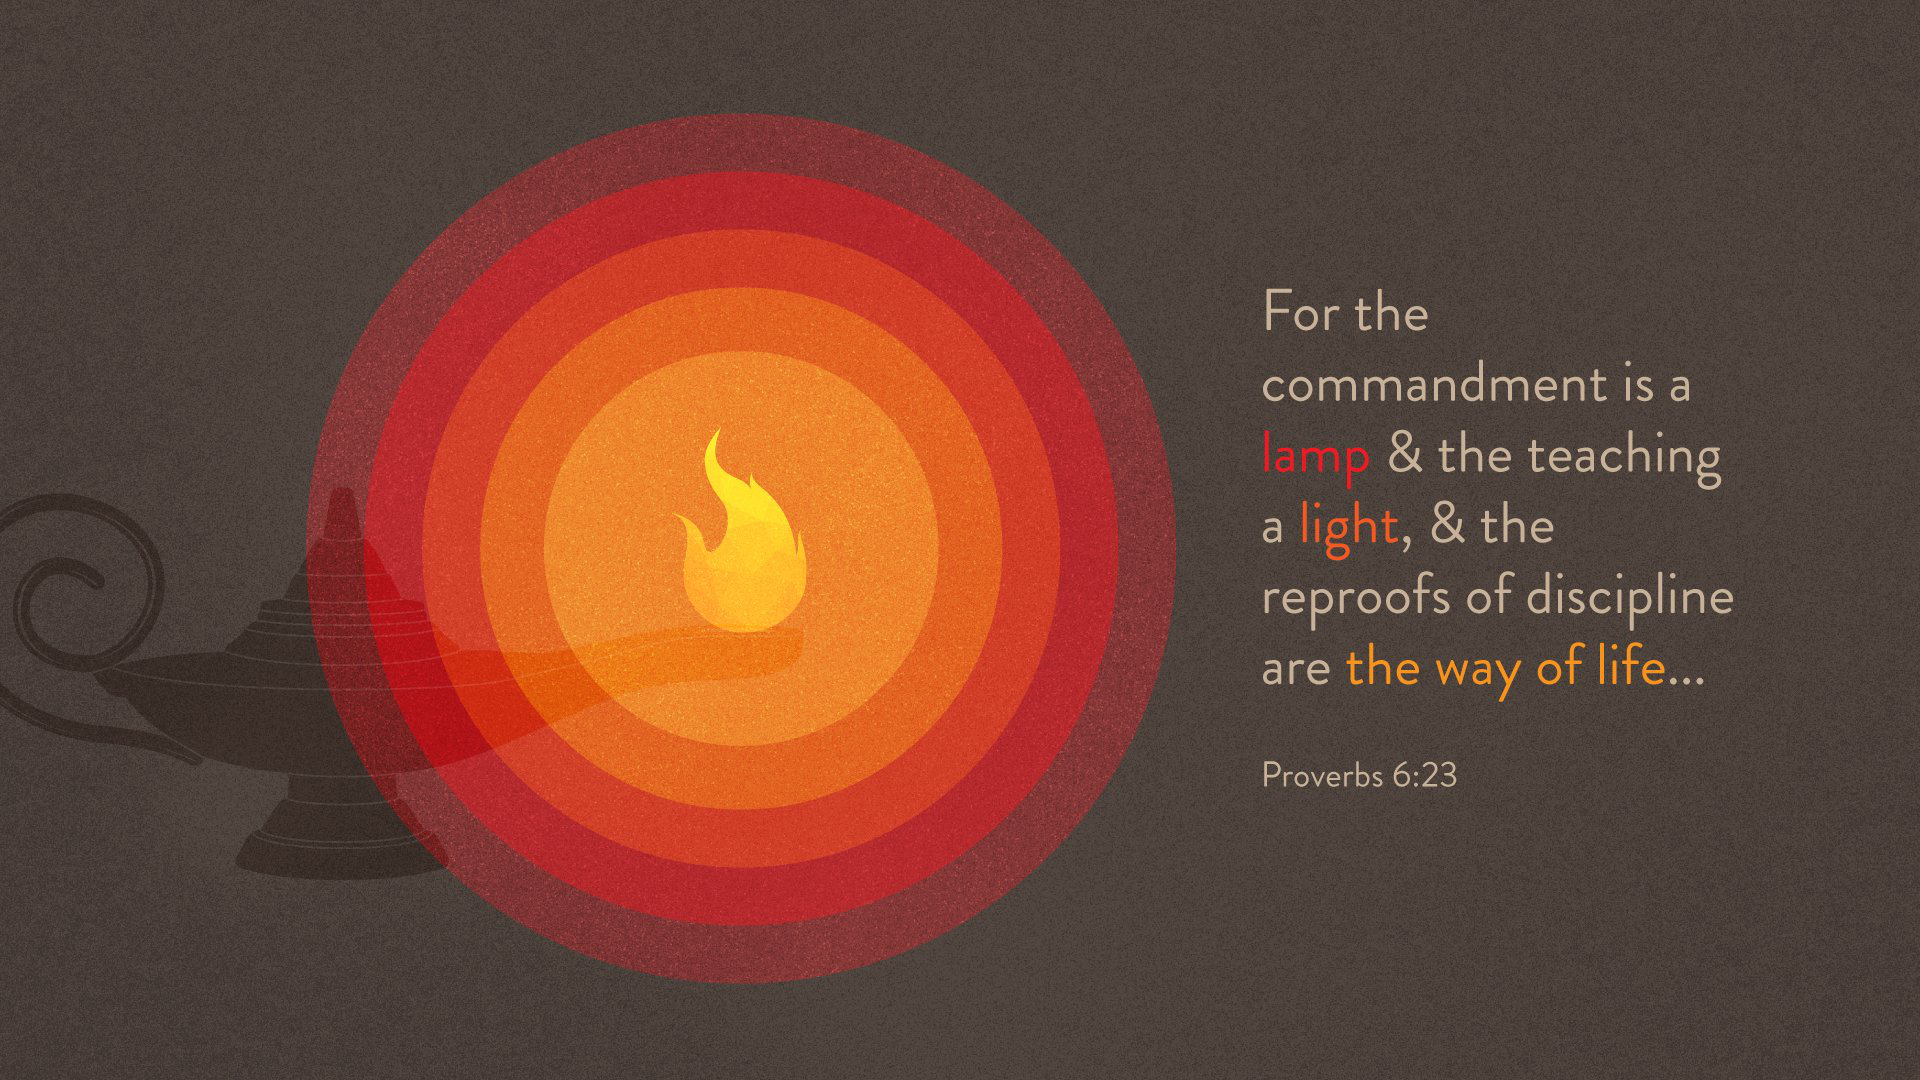 For the
commandment is a
lamp & the teaching
a light, & the
reproofs of discipline
are the way of life...
Proverbs 6:23